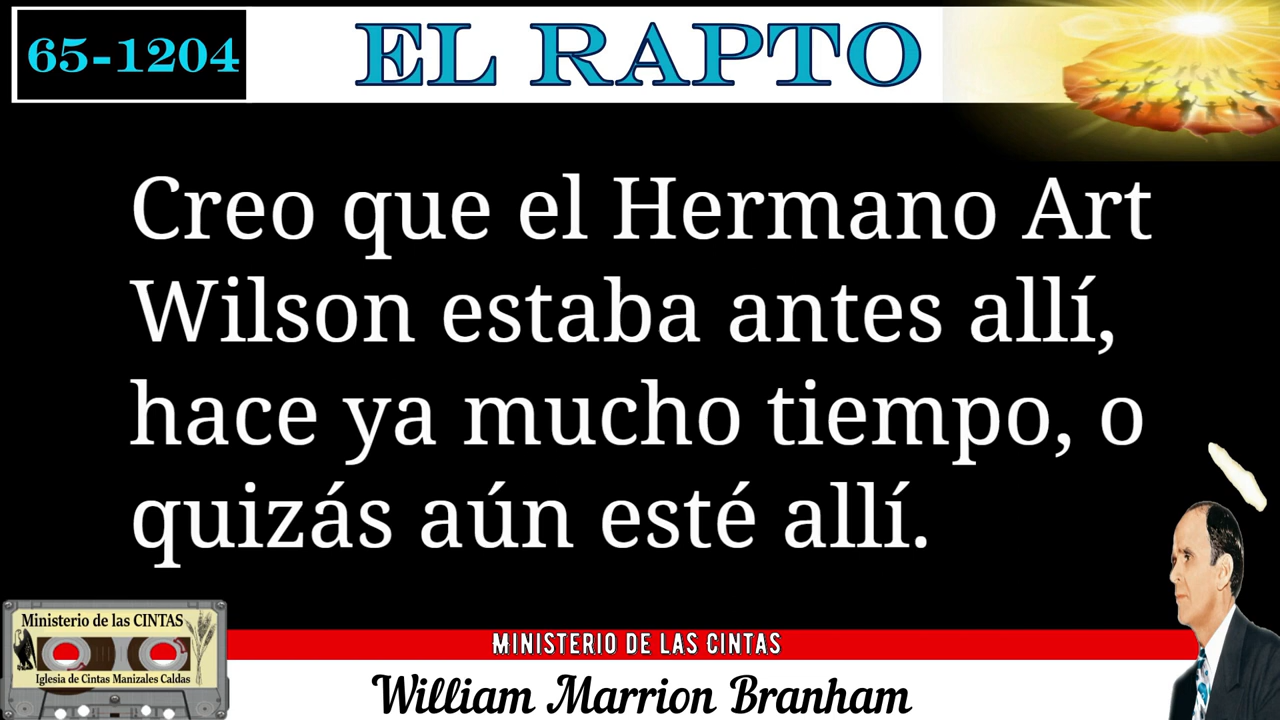 65-1204
EL RAPTO
Creo que el Hermano Art
Wilson estaba antes allí,
hace ya mucho tiempo, o
quizás aún esté allí.
Ministerio de las CINTAS
Iglesia de Cintas Manizales Caldas
MINISTERIO DE LAS CINTAS
William Marrion Branham